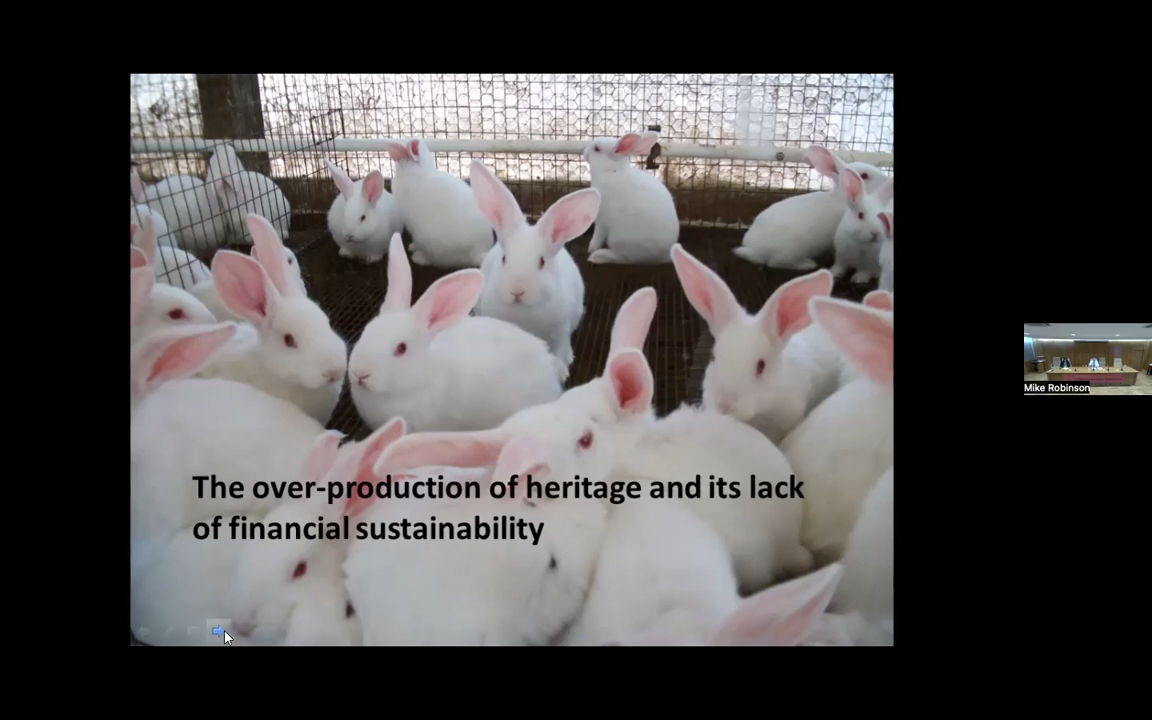 The over-production of heritage and its lack
of financial sustainability
Mike Robinson